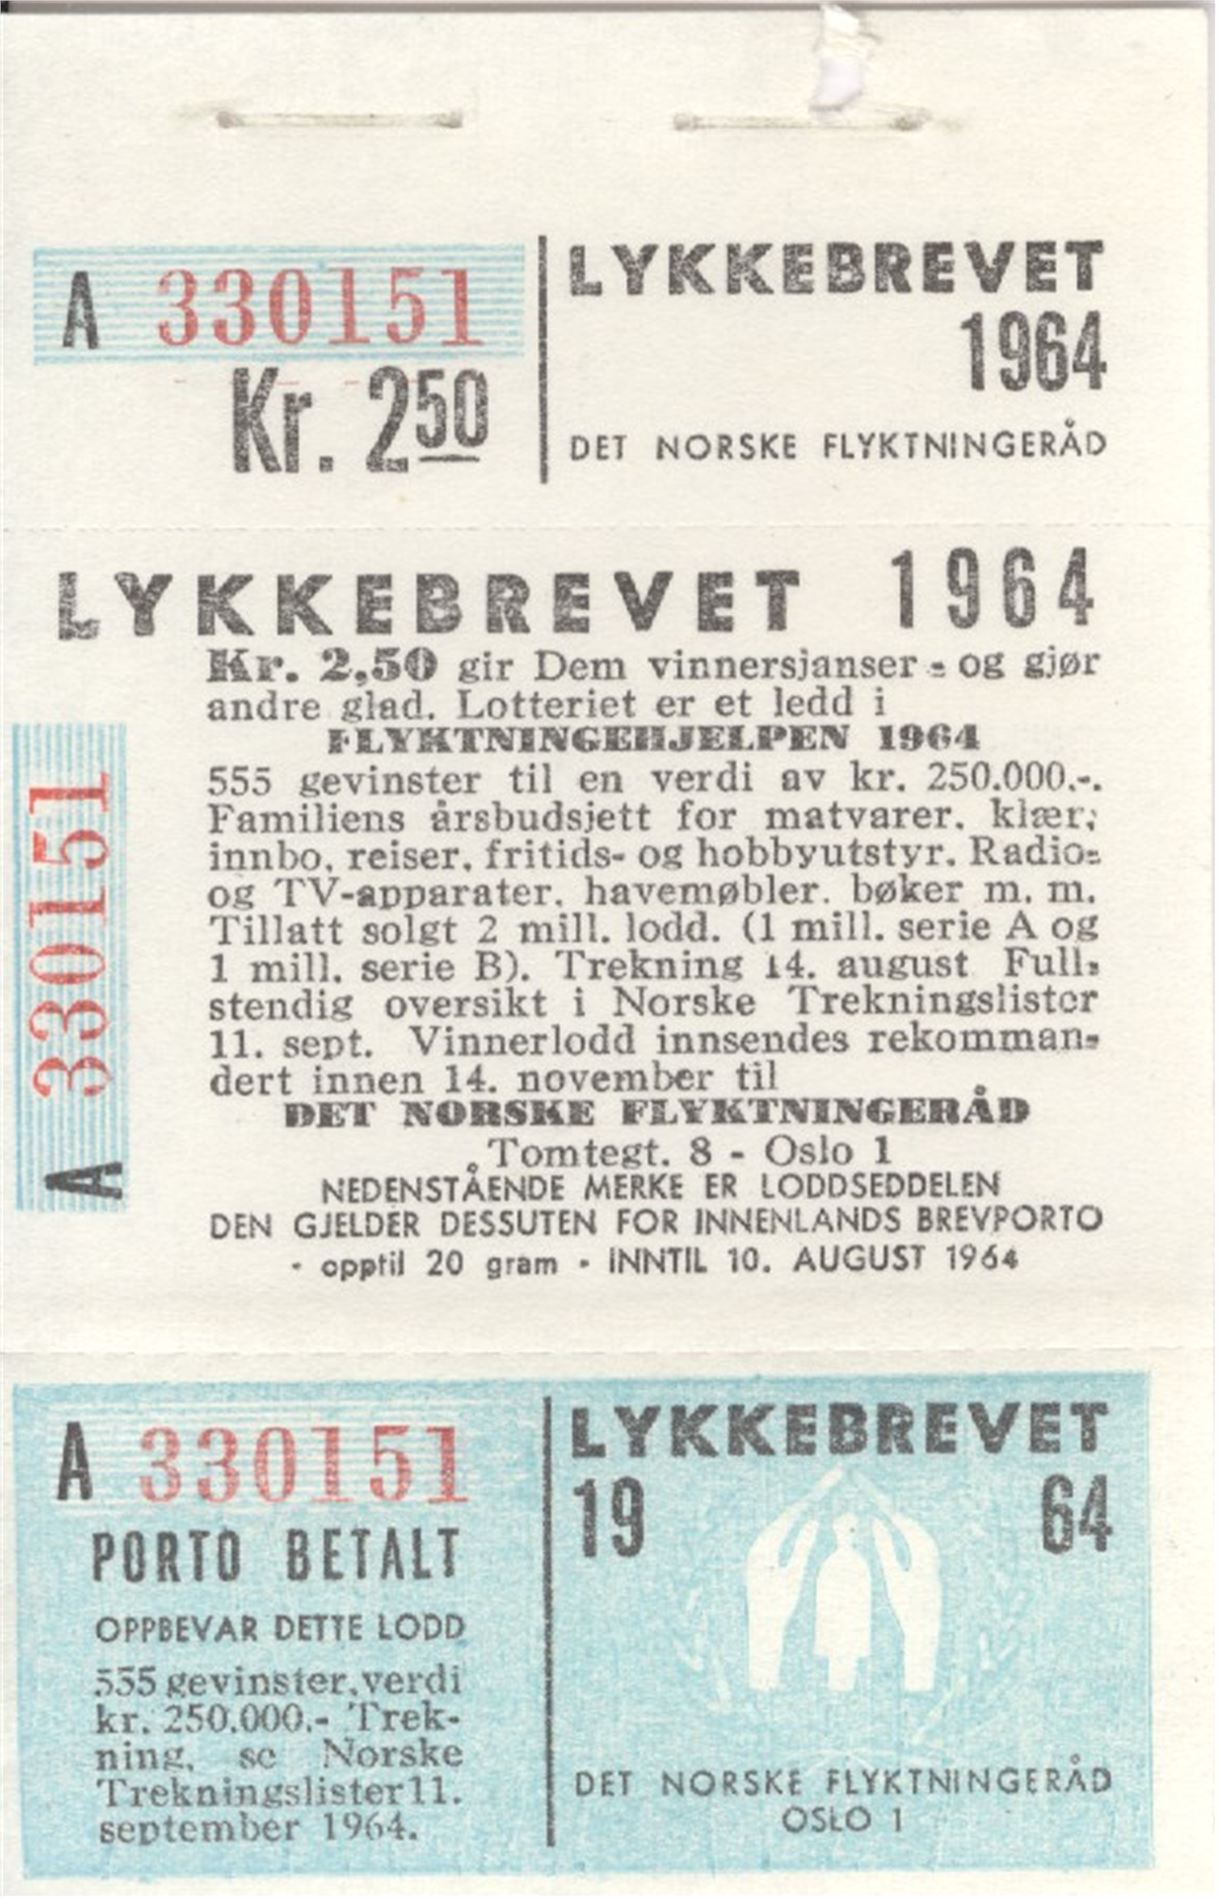 A 330151
Kr. 2 50
LYKKEBREVET
1964
DET NORSKE FLYKTNINGERÅD
LYKKEBREVET 1964
Kr. 2,50 gir Dem vinnersjanser - og gjør
andre glad. Lotteriet er et ledd i
FLYKTNINGEHJELPEN 1964
555 gevinster til en verdi av kr. 250.000.-.
Familiens årsbudsjett for matvarer, klær,
innbo, reiser, fritids- og hobbyutstyr. Radio-
og TV-apparater, havemøbler, bøker m. m.
Tillatt solgt 2 mill. lodd. (1 mill. serie A og
1 mill. serie B). Trekning 14. august Full-
stendig oversikt i Norske Trekningslister
11. sept. Vinnerlodd innsendes rekomman-
dert innen 14. november til
DET NORSKE FLYKTNINGERÅD
Tomtegt. 8 - Oslo 1
NEDENSTÅENDE MERKE ER LODDSEDDELEN
DEN GJELDER DESSUTEN FOR INNENLANDS BREVPORTO
- opptil 20 gram - INNTIL 10. AUGUST 1964
A 330151
A 330151
PORTO BETALT
OPPBEVAR DETTE LODD
555 gevinster, verdi
kr. 250.000.- Trek-
ning, se Norske
Trekningslister 11.
september 1964.
LYKKEBREVET
19 64
DET NORSKE FLYKTNINGERÅD
OSLO 1